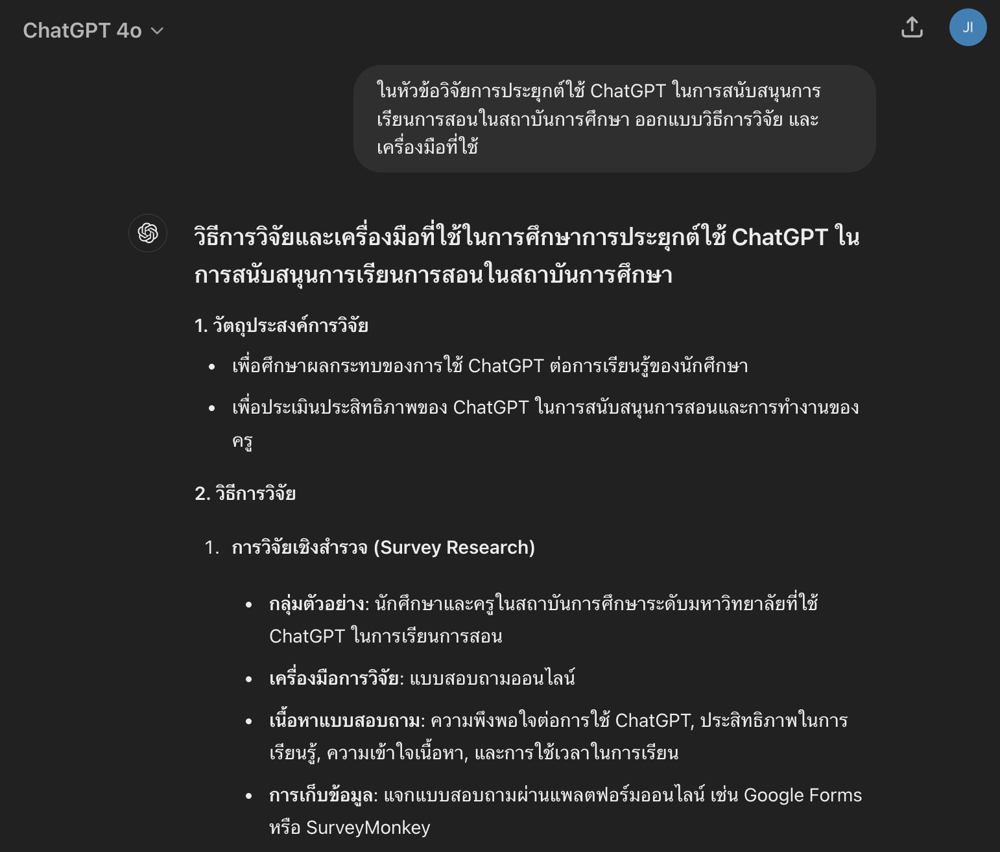 ChatGPT 4o
JI
ในหัวข้อวิจัยการประยุกต์ใช้ ChatGPT ในการสนับสนุนการ
เรียนการสอนในสถาบันการศึกษา ออกแบบวิธีการวิจัย และ
เครื่องมือที่ใช้
วิธีการวิจัยและเครื่องมือที่ใช้ในการศึกษาการประยุกต์ใช้ ChatGPT ใน
การสนับสนุนการเรียนการสอนในสถาบันการศึกษา
1. วัตถุประสงค์การวิจัย
• เพื่อศึกษาผลกระทบของการใช้ ChatGPT ต่อการเรียนรู้ของนักศึกษา
• เพื่อประเมินประสิทธิภาพของ ChatGPT ในการสนับสนุนการสอนและการทำงานของ
ครู
2. วิธีการวิจัย
1. การวิจัยเชิงสำรวจ (Survey Research)
• กลุ่มตัวอย่าง: นักศึกษาและครูในสถาบันการศึกษาระดับมหาวิทยาลัยที่ใช้
ChatGPT ในการเรียนการสอน
• เครื่องมือการวิจัย: แบบสอบถามออนไลน์
• เนื้อหาแบบสอบถาม: ความพึงพอใจต่อการใช้ ChatGPT, ประสิทธิภาพในการ
เรียนรู้, ความเข้าใจเนื้อหา, และการใช้เวลาในการเรียน
• การเก็บข้อมูล: แจกแบบสอบถามผ่านแพลตฟอร์มออนไลน์ เช่น Google Forms
หรือ SurveyMonkey